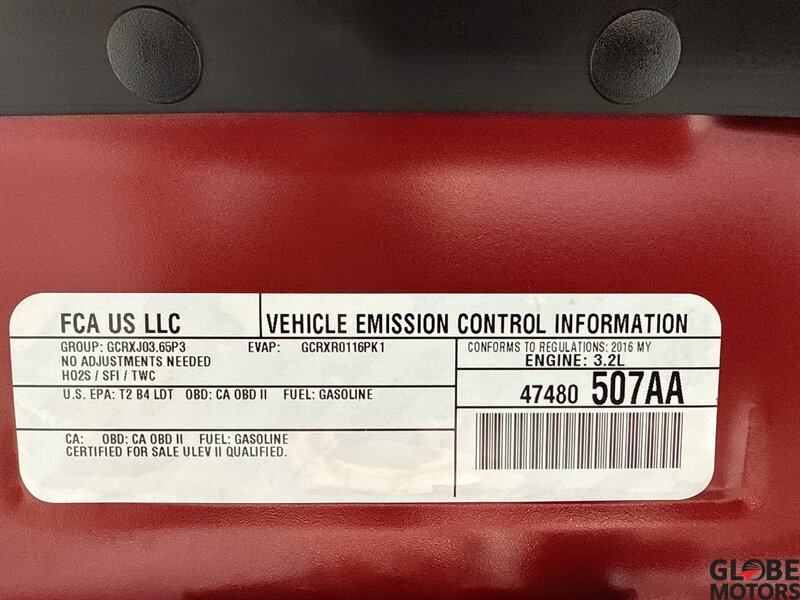 FCA US LLC
VEHICLE EMISSION CONTROL INFORMATION
GROUP: GCRXJ03.65P3 EVAP: GCRXR0116PK1
NO ADJUSTMENTS NEEDED
HO2S / SFI / TWC
CONFORMS TO REGULATIONS: 2016 MY
ENGINE: 3.2L
U.S. EPA: T2 B4 LDT OBD: CA OBD II FUEL: GASOLINE
47480 507AA
CA: OBD: CA OBD II FUEL: GASOLINE
CERTIFIED FOR SALE ULEV II QUALIFIED.
GLOBE
MOTORS